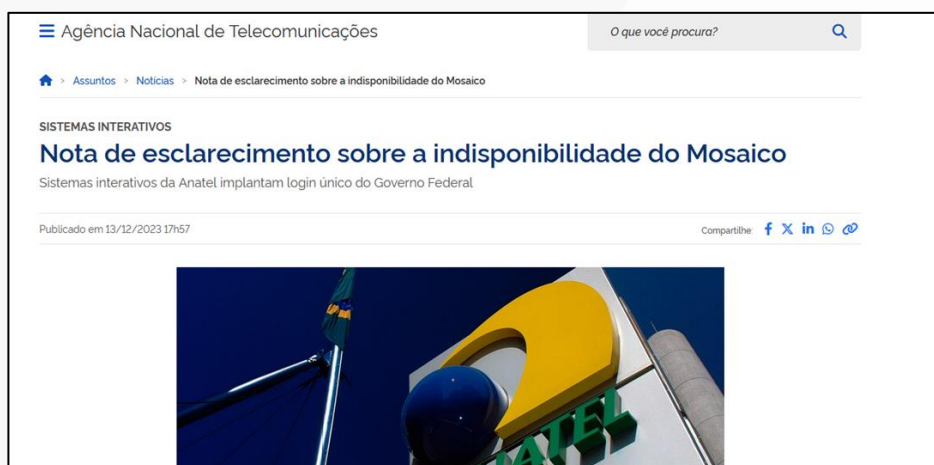 Agência Nacional de Telecomunicações
O que você procura?
> Assuntos > Notícias > Nota de esclarecimento sobre a indisponibilidade do Mosaico
SISTEMAS INTERATIVOS
Nota de esclarecimento sobre a indisponibilidade do Mosaico
Sistemas interativos da Anatel implantam login único do Governo Federal
Publicado em 13/12/2023 17h57
Compartilhe:
ANATEL